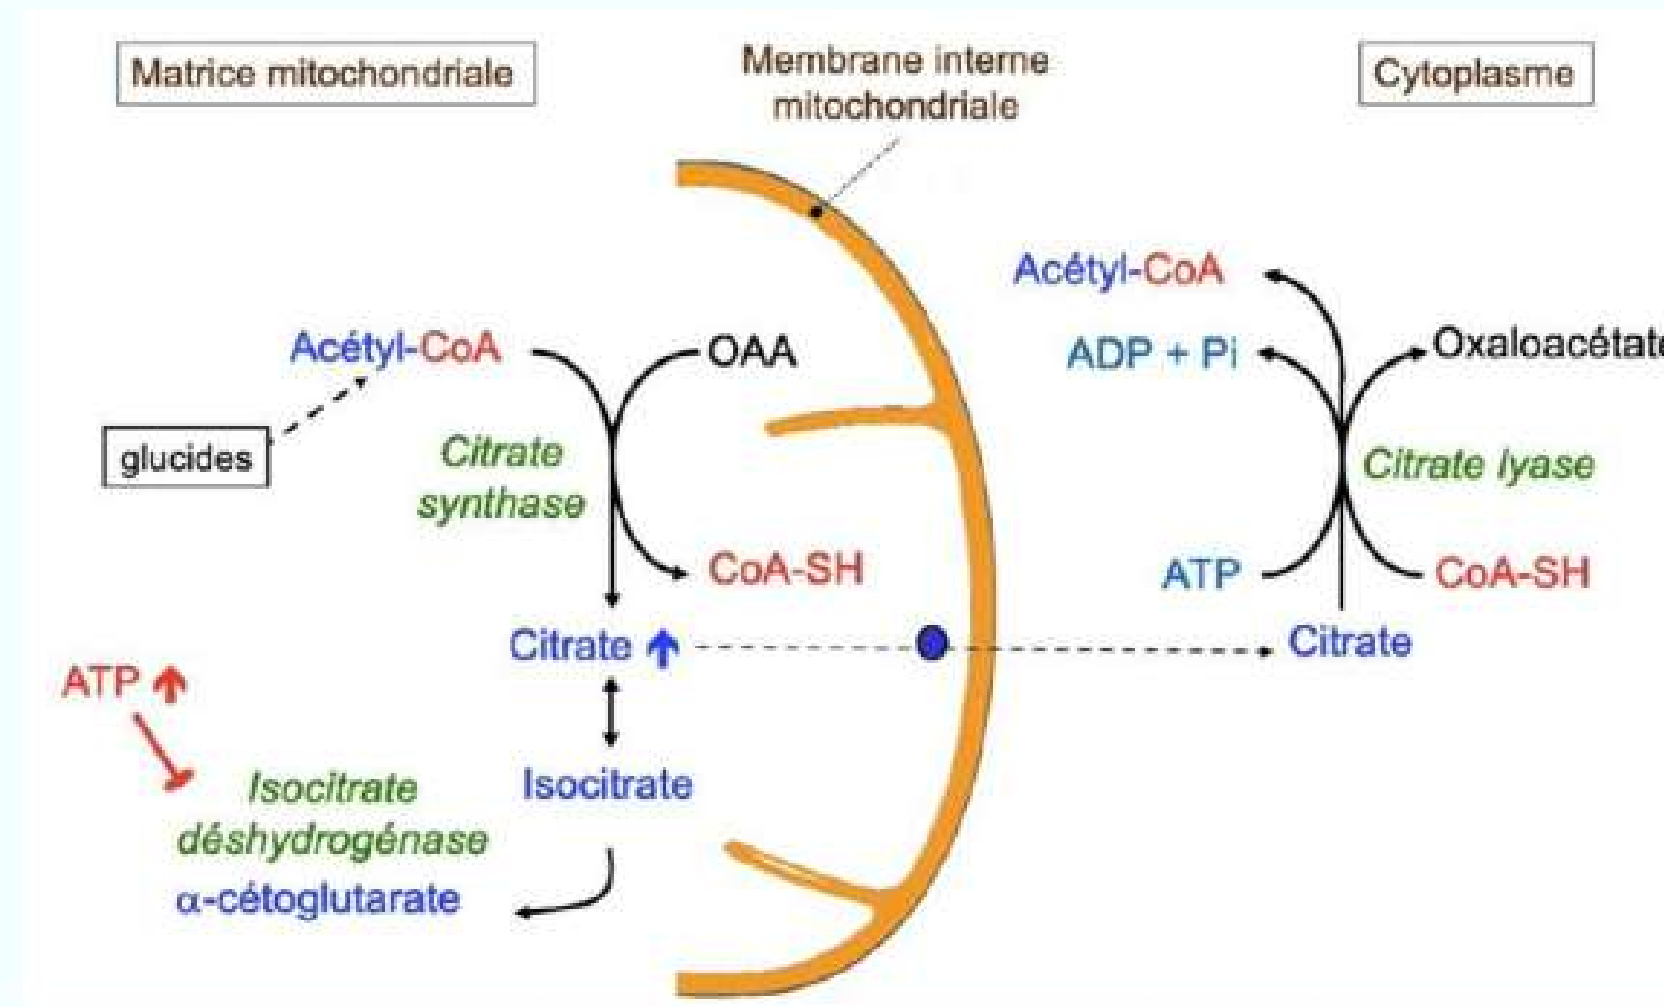 Matrice mitochondriale
Membrane interne
mitochondriale
Cytoplasme
Acétyl-CoA
OAA
glucides
Citrate
synthase
CoA-SH
Citrate
ATP
Isocitrate
Isocitrate
déshydrogénase
α-cétoglutarate
Acétyl-CoA
ADP + Pi
Oxaloacétate
Citrate lyase
ATP
CoA-SH
Citrate